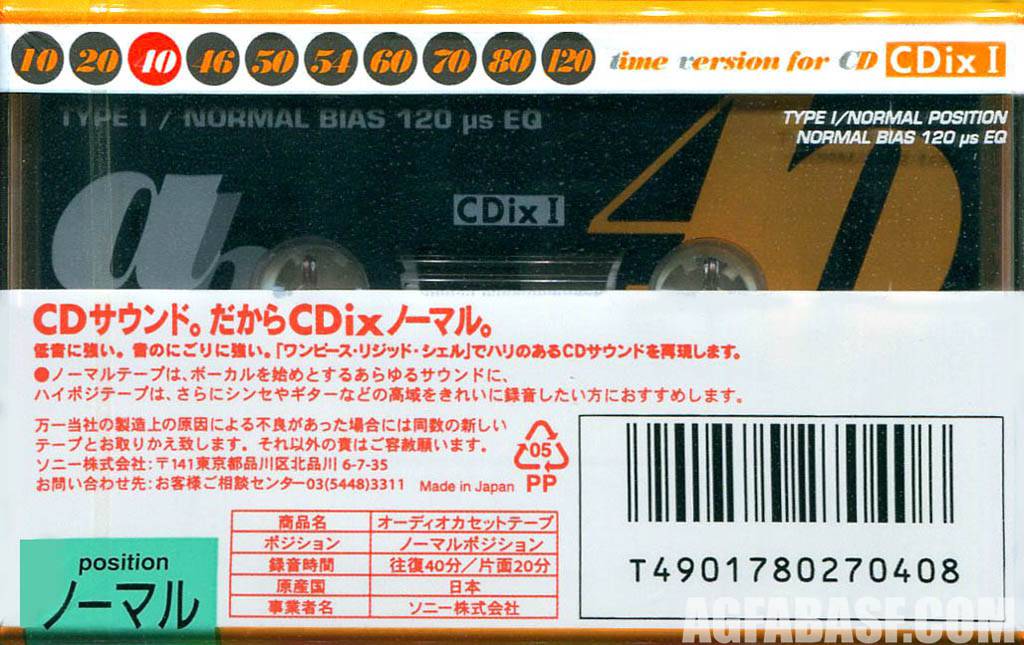 10 20 40 46 50 54 60 70 80 120 time version for CD CDix I
TYPE I / NORMAL BIAS 120 µs EQ
TYPE I/NORMAL POSITION
NORMAL BIAS 120 µs EQ
CDix I
40
CDサウンド。だからCDixノーマル。
低音に強い。音のにごりに強い。「ワンピース・リジッド・シェル」でハリのあるCDサウンドを再現します。
●ノーマルテープは、ボーカルを始めとするあらゆるサウンドに、
ハイポジテープは、さらにシンセやギターなどの高域をきれいに録音したい方におすすめします。
万一当社の製造上の原因による不良があった場合には同数の新しい
テープとお取りかえ致します。それ以外の責はご容赦願います。
ソニー株式会社:〒141東京都品川区北品川 6-7-35
お問い合わせ先:お客様ご相談センター03(5448)3311 Made in Japan
05
PP
商品名 オーディオカセットテープ
ポジション ノーマルポジション
録音時間 往復40分/片面20分
原産国 日本
事業者名 ソニー株式会社
position
ノーマル
T4901780270408
AGFABASF.COM